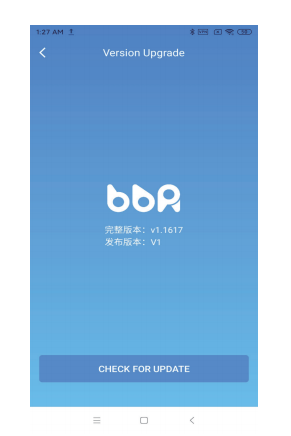 1:27 AM
Version Upgrade
bbR
完整版本：v1.1617
发布版本：V1
CHECK FOR UPDATE